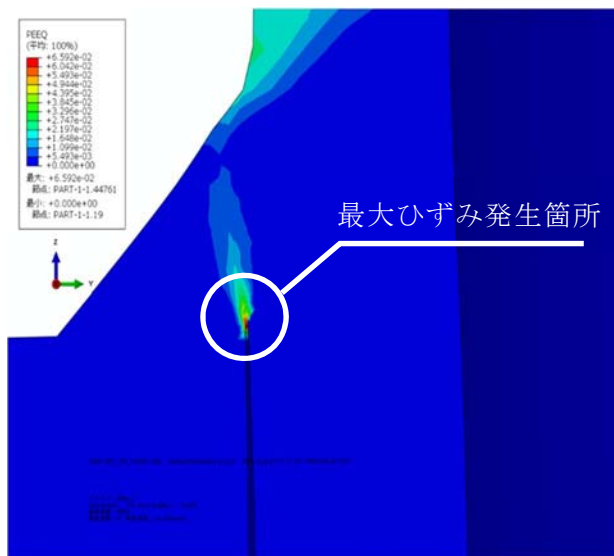 PEEQ
(平均: 100%)
+6.592e-02
+6.042e-02
+5.493e-02
+4.944e-02
+4.395e-02
+3.845e-02
+3.296e-02
+2.747e-02
+2.197e-02
+1.648e-02
+1.099e-02
+5.493e-03
+0.000e+00
最大: +6.592e-02
節点: PART-1-1.44761
最小: +0.000e+00
節点: PART-1-1.19
Z
Y
最大ひずみ発生箇所